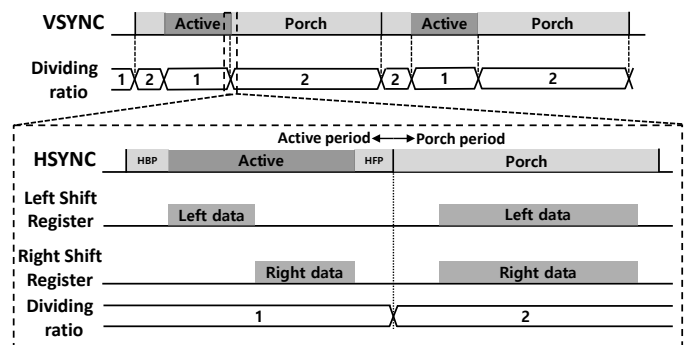 VSYNC Active Porch Active Porch
Dividing
ratio
1 2 1 2 2 1 2
Active period Porch period
HSYNC HBP Active HFP Porch
Left Shift
Register
Left data Left data
Right Shift
Register
Right data Right data
Dividing
ratio
1 2